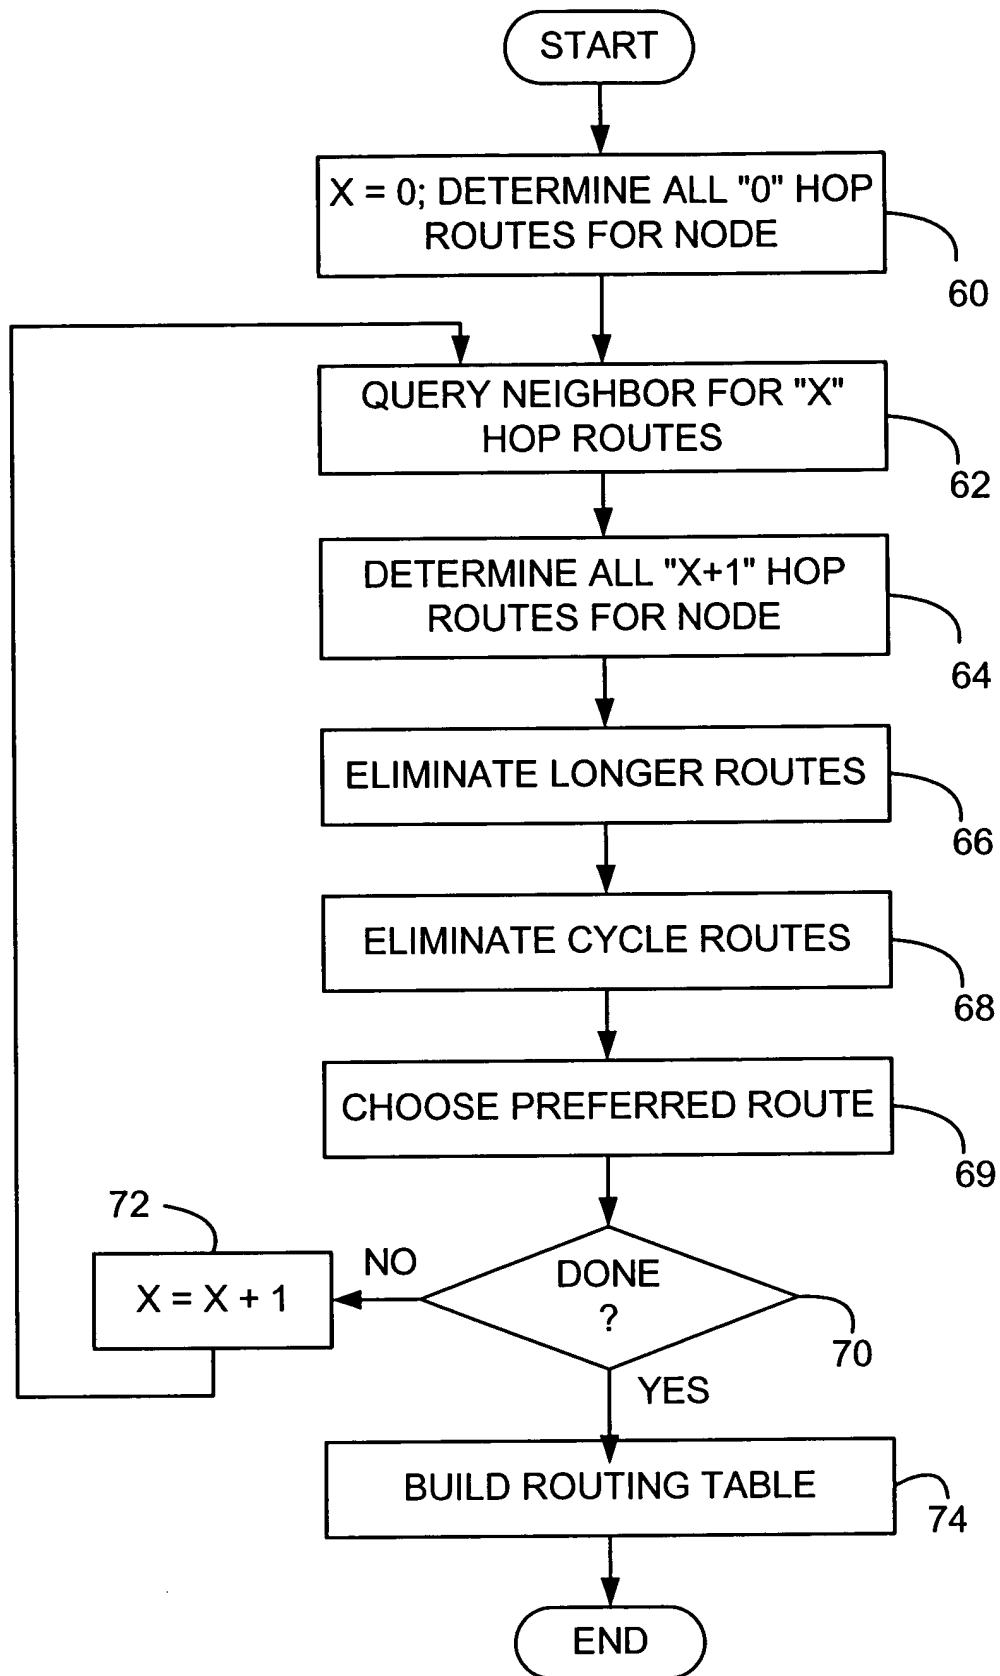 START
X = 0; DETERMINE ALL "0" HOP
ROUTES FOR NODE
60
QUERY NEIGHBOR FOR "X"
HOP ROUTES
62
DETERMINE ALL "X+1" HOP
ROUTES FOR NODE
64
ELIMINATE LONGER ROUTES
66
ELIMINATE CYCLE ROUTES
68
CHOOSE PREFERRED ROUTE
69
72
NO
X = X + 1
DONE
?
70
YES
BUILD ROUTING TABLE
74
END